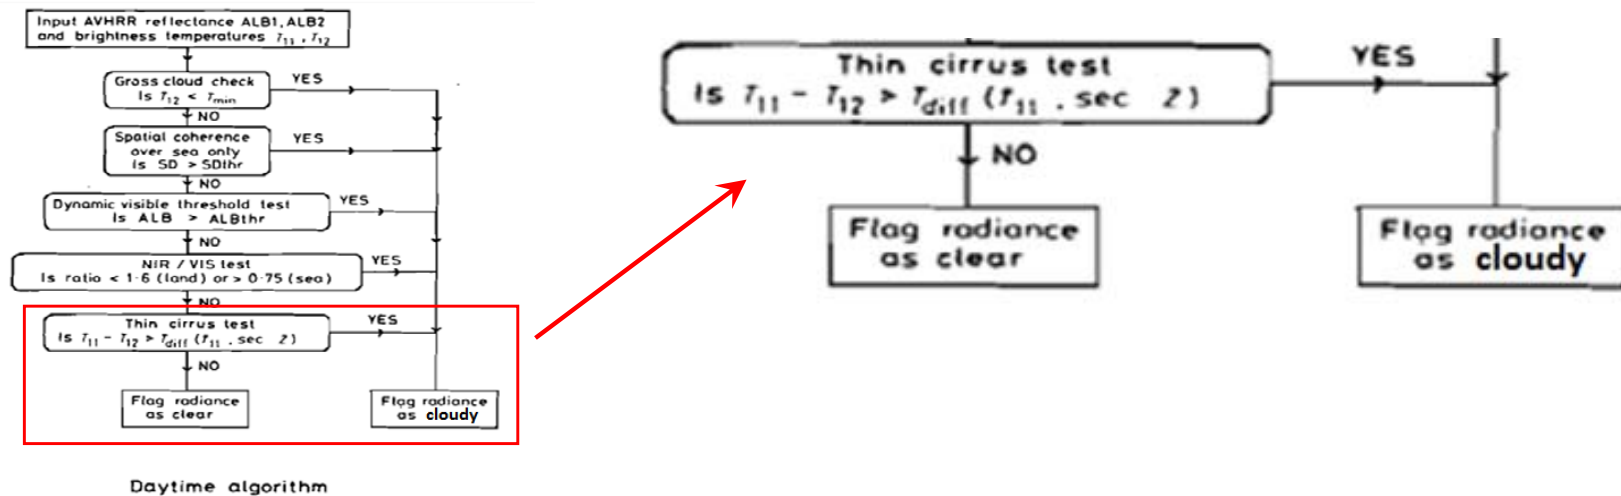 Input AVHRR reflectance ALB1, ALB2
and brightness temperatures T11, T12
Gross cloud check
Is T12 < Tmin
YES
NO
Spatial coherence
over sea only
Is SD > SDthr
YES
NO
Dynamic visible threshold test
Is ALB > ALBthr
YES
NO
NIR / VIS test
Is ratio < 1·6 (land) or > 0·75 (sea)
YES
NO
Thin cirrus test
Is T11 - T12 > Tdiff (T11 . sec Z)
YES
NO
Flag radiance
as clear
Flag radiance
as cloudy
Daytime algorithm
Thin cirrus test
Is T11 - T12 > Tdiff (T11 . sec Z)
YES
NO
Flag radiance
as clear
Flag radiance
as cloudy